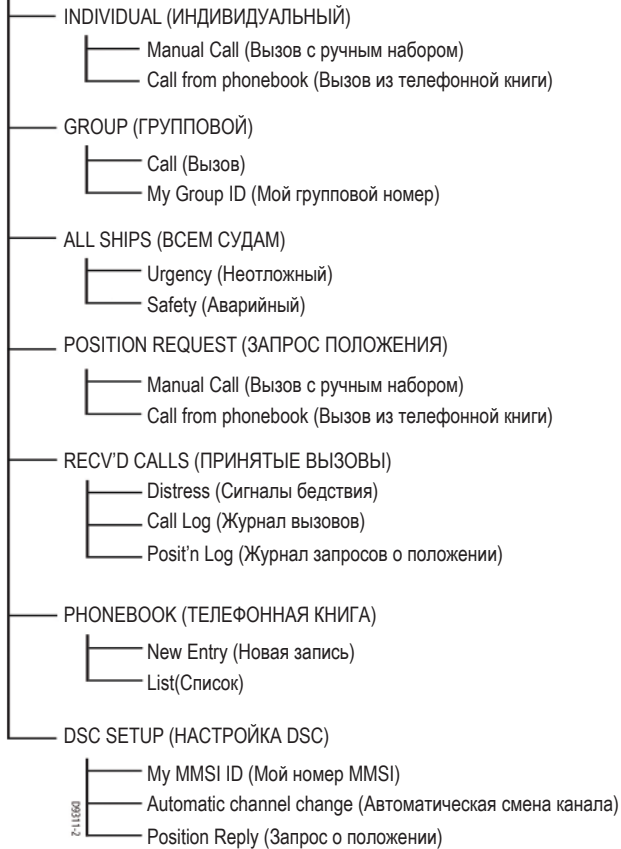 INDIVIDUAL (ИНДИВИДУАЛЬНЫЙ)
Manual Call (Вызов с ручным набором)
Call from phonebook (Вызов из телефонной книги)
GROUP (ГРУППОВОЙ)
Call (Вызов)
My Group ID (Мой групповой номер)
ALL SHIPS (ВСЕМ СУДАМ)
Urgency (Неотложный)
Safety (Аварийный)
POSITION REQUEST (ЗАПРОС ПОЛОЖЕНИЯ)
Manual Call (Вызов с ручным набором)
Call from phonebook (Вызов из телефонной книги)
RECV'D CALLS (ПРИНЯТЫЕ ВЫЗОВЫ)
Distress (Сигналы бедствия)
Call Log (Журнал вызовов)
Posit'n Log (Журнал запросов о положении)
PHONEBOOK (ТЕЛЕФОННАЯ КНИГА)
New Entry (Новая запись)
List(Список)
DSC SETUP (НАСТРОЙКА DSC)
My MMSI ID (Мой номер MMSI)
Automatic channel change (Автоматическая смена канала)
Position Reply (Запрос о положении)
D9311-2